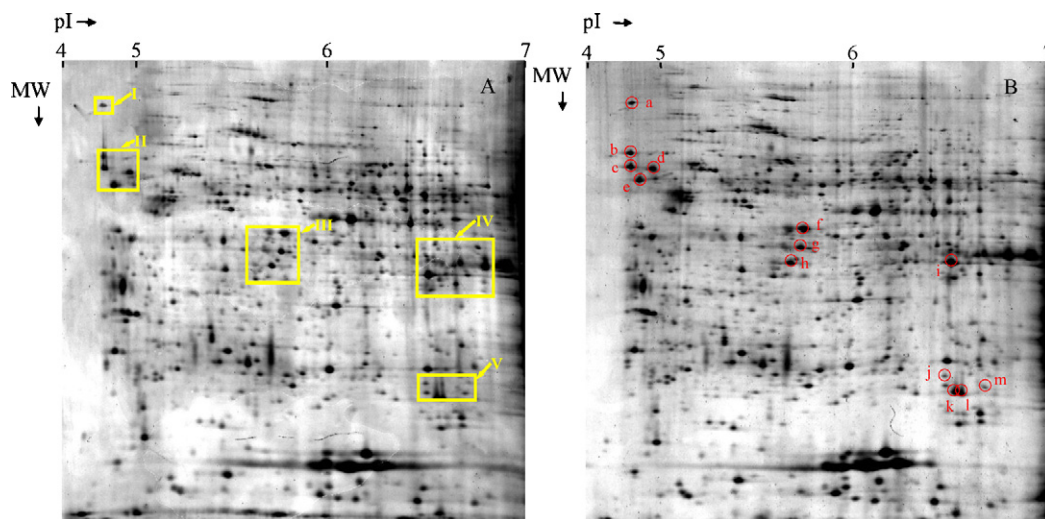 pI → pI →
4 5 6 7 4 5 6 7
MW ↓ A MW ↓ B
I a
II b
c d
e
III IV f
g
h i
V j m
k l